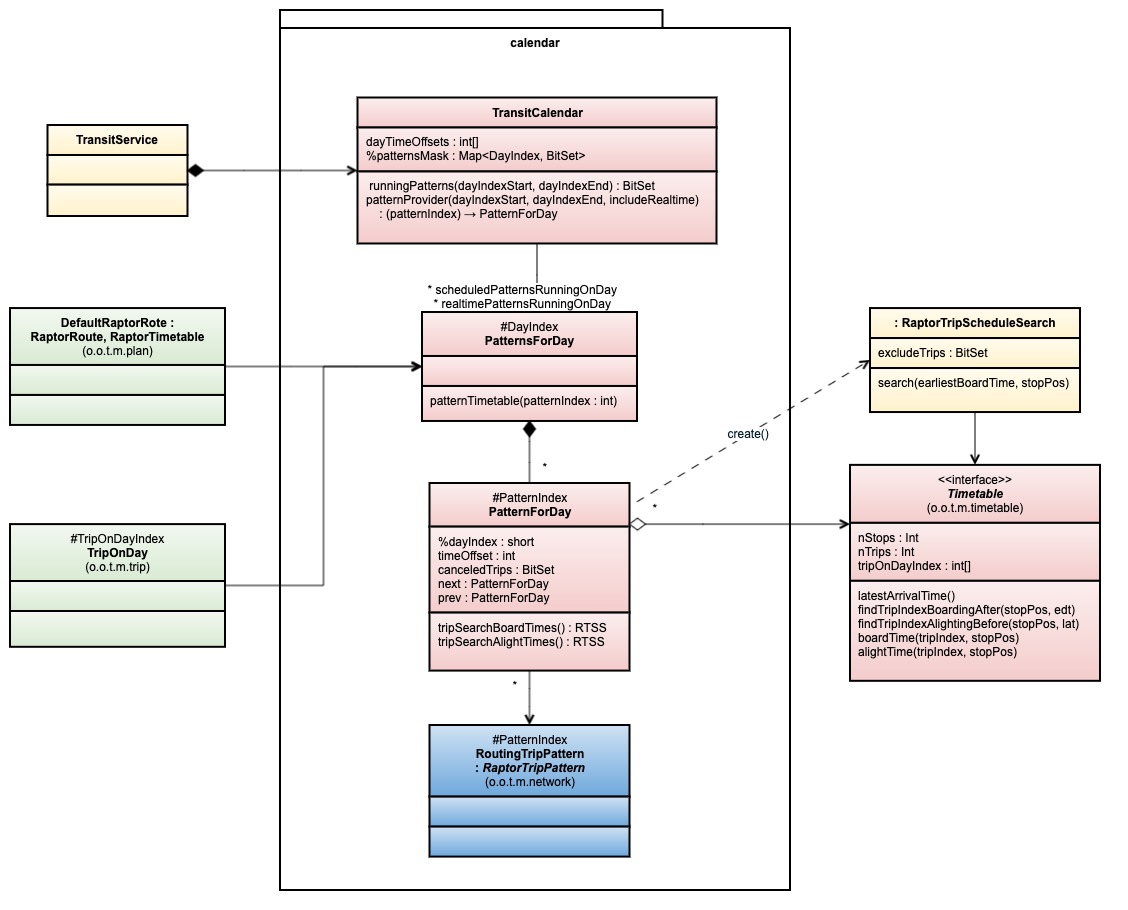 calendar
TransitCalendar
dayTimeOffsets : int[]
%patternsMask : Map<DayIndex, BitSet>
runningPatterns(dayIndexStart, dayIndexEnd) : BitSet
patternProvider(dayIndexStart, dayIndexEnd, includeRealtime)
: (patternIndex) → PatternForDay
TransitService
* scheduledPatternsRunningOnDay
* realtimePatternsRunningOnDay
DefaultRaptorRote :
RaptorRoute, RaptorTimetable
(o.o.t.m.plan)
#DayIndex
PatternsForDay
patternTimetable(patternIndex : int)
: RaptorTripScheduleSearch
excludeTrips : BitSet
search(earliestBoardTime, stopPos)
create()
*
#PatternIndex
PatternForDay
%dayIndex : short
timeOffset : int
canceledTrips : BitSet
next : PatternForDay
prev : PatternForDay
tripSearchBoardTimes() : RTSS
tripSearchAlightTimes() : RTSS
*
<<interface>>
Timetable
(o.o.t.m.timetable)
nStops : Int
nTrips : Int
tripOnDayIndex : int[]
latestArrivalTime()
findTripIndexBoardingAfter(stopPos, edt)
findTripIndexAlightingBefore(stopPos, lat)
boardTime(tripIndex, stopPos)
alightTime(tripIndex, stopPos)
#TripOnDayIndex
TripOnDay
(o.o.t.m.trip)
*
#PatternIndex
RoutingTripPattern
: RaptorTripPattern
(o.o.t.m.network)